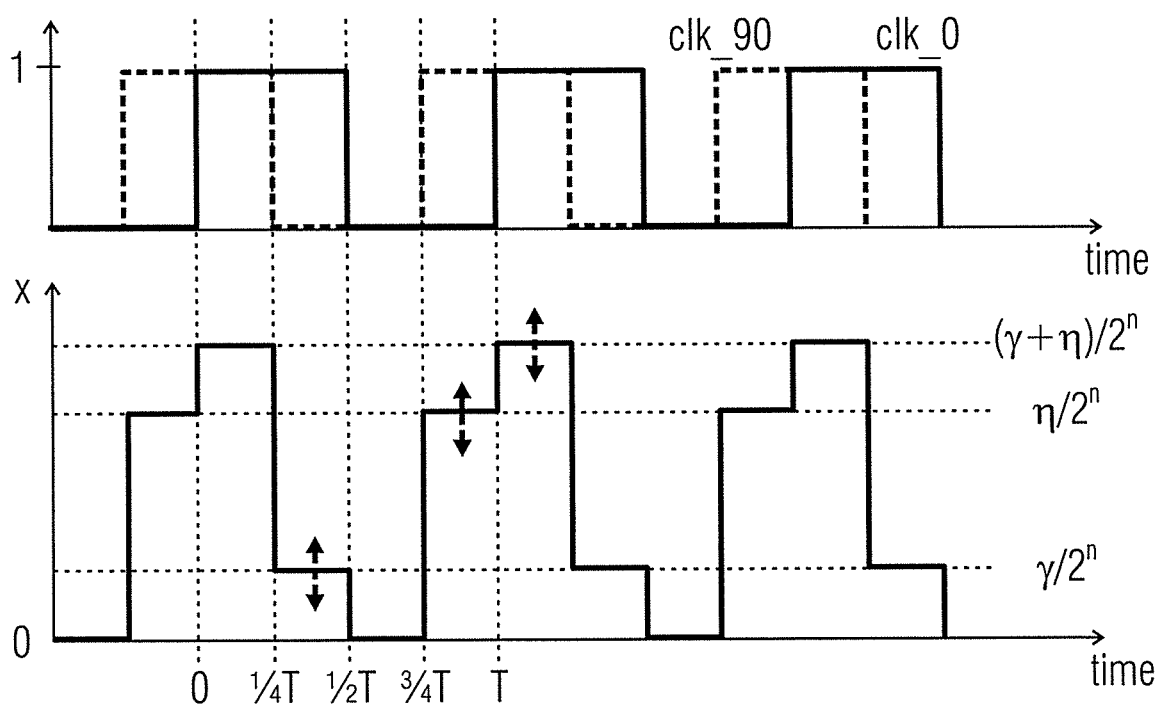 clk_90 clk_0
1
time
x
(γ+η)/2ⁿ
η/2ⁿ
γ/2ⁿ
0
0 ¼T ½T ¾T T
time